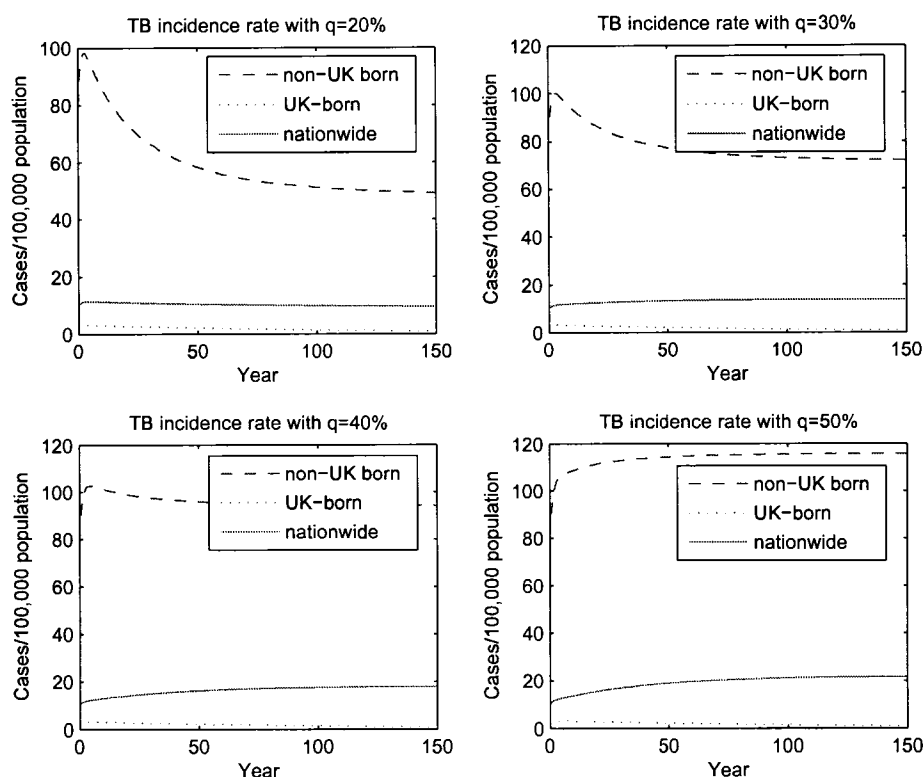 TB incidence rate with q=20%
100
80
60
40
20
0
Cases/100,000 population
non-UK born
UK-born
nationwide
0 50 100 150
Year
TB incidence rate with q=30%
120
100
80
60
40
20
0
Cases/100,000 population
non-UK born
UK-born
nationwide
0 50 100 150
Year
TB incidence rate with q=40%
120
100
80
60
40
20
0
Cases/100,000 population
non-UK born
UK-born
nationwide
0 50 100 150
Year
TB incidence rate with q=50%
120
100
80
60
40
20
0
Cases/100,000 population
non-UK born
UK-born
nationwide
0 50 100 150
Year